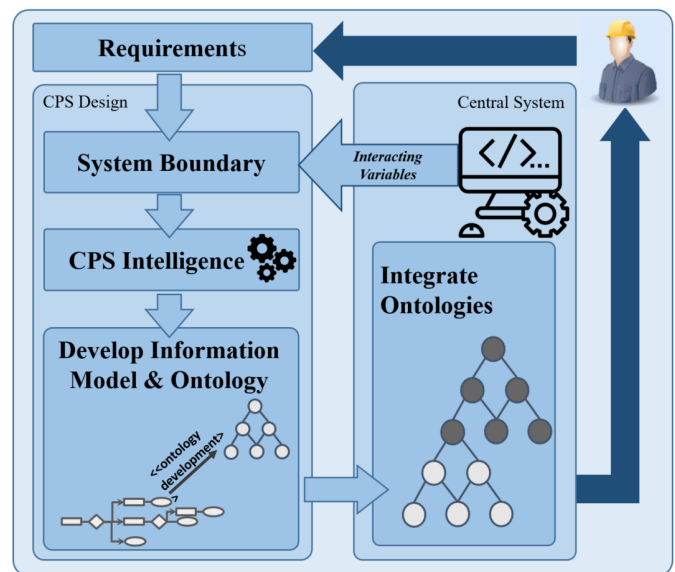 Requirements
CPS Design
Central System
System Boundary
Interacting
Variables
</>...
CPS Intelligence
Integrate
Ontologies
Develop Information
Model & Ontology
<<ontology
development>
>